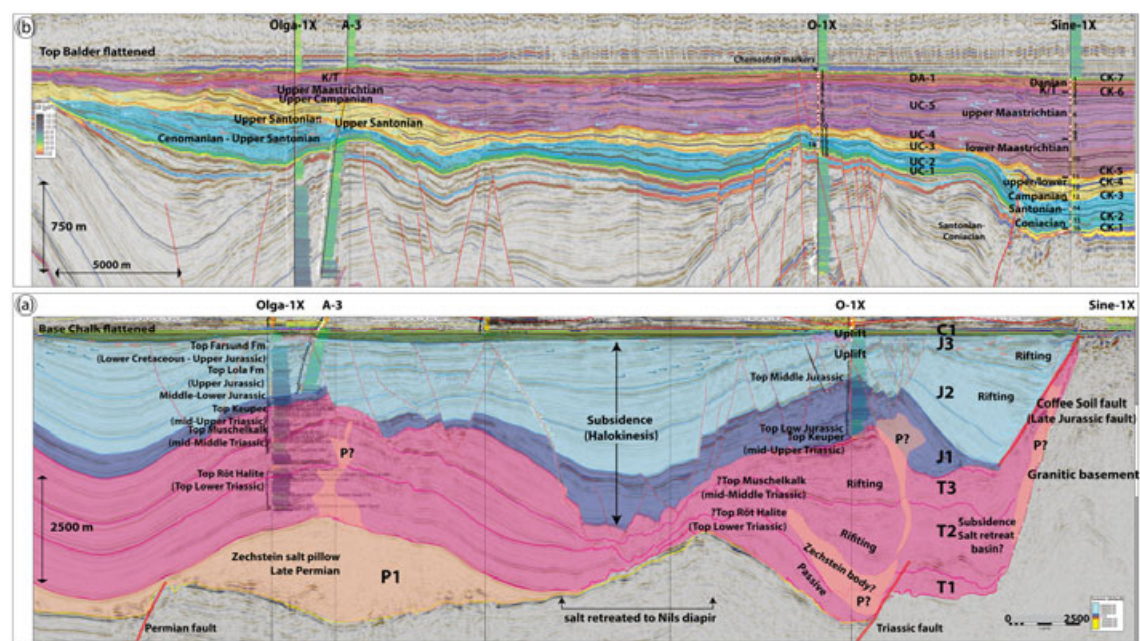 (b)
Olga-1X A-3 O-1X Sine-1X
Top Balder flattened
Chemostrat markers
K/T
DA-1
Danian
K/T
CK-7
CK-6
Upper Maastrichtian
Upper Campanian
UC-5
upper Maastrichtian
Upper Santonian
Upper Santonian
Cenomanian - Upper Santonian
UC-4
UC-3
lower Maastrichtian
UC-2
UC-1
CK-5
upper/lower
CK-4
Campanian
CK-3
Santonian
CK-2
Coniacian
CK-1
Santonian-
Coniacian
750 m
5000 m
(a)
Olga-1X A-3 O-1X Sine-1X
Base Chalk flattened
Top Farsund Fm
(Lower Cretaceous - Upper Jurassic)
Top Lola Fm
(Upper Jurassic)
Middle-Lower Jurassic
Top Keuper
(mid-Upper Triassic)
Top Muschelkalk
(mid-Middle Triassic)
Top Röt Halite
(Top Lower Triassic)
P?
2500 m
Zechstein salt pillow
Late Permian
P1
Permian fault
Subsidence
(Halokinesis)
salt retreated to Nils diapir
Uplift
Uplift
C1
J3
Rifting
Top Middle Jurassic
J2
Rifting
Coffee Soil fault
(Late Jurassic fault)
Top Low Jurassic
Top Keuper
(mid-Upper Triassic)
P?
J1
P?
Granitic basement
?Top Muschelkalk
(mid-Middle Triassic)
Rifting
T3
?Top Röt Halite
(Top Lower Triassic)
Rifsting
T2
Subsidence
Salt retreat
basin?
Zechstein body?
Passive
P?
T1
Triassic fault
0 2500